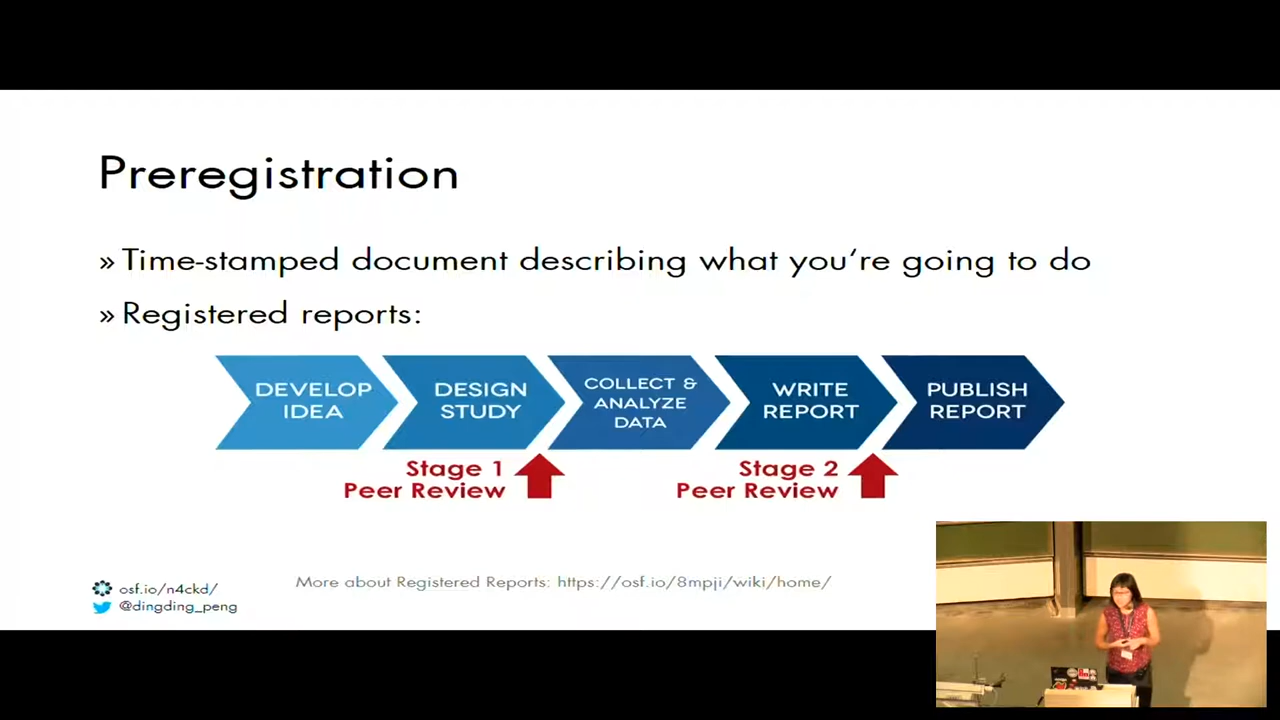 Preregistration
» Time-stamped document describing what you're going to do
» Registered reports:
DEVELOP
IDEA
DESIGN
STUDY
COLLECT &
ANALYZE
DATA
WRITE
REPORT
PUBLISH
REPORT
Stage 1
Peer Review
Stage 2
Peer Review
More about Registered Reports: https://osf.io/8mpji/wiki/home/
osf.io/n4ckd/
@dingding_peng